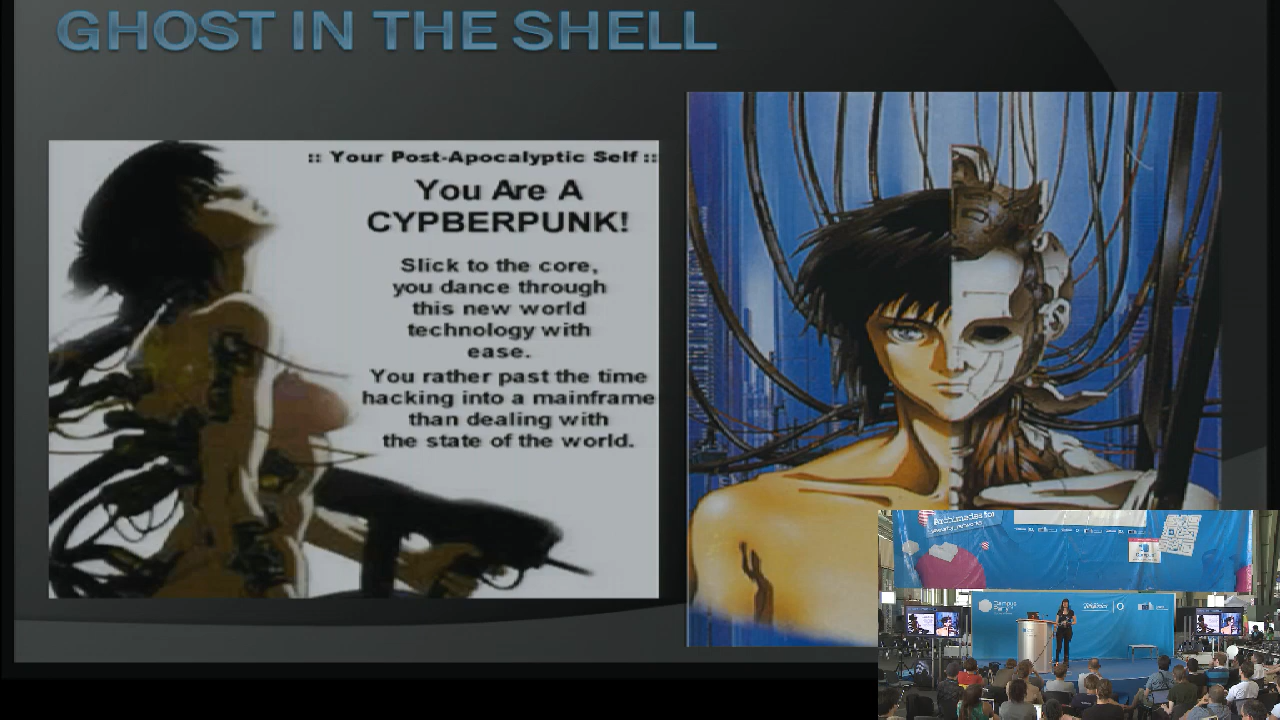 GHOST IN THE SHELL
:: Your Post-Apocalyptic Self ::
You Are A
CYPBERPUNK!
Slick to the core,
you dance through
this new world
technology with
ease.
You rather past the time
hacking into a mainframe
than dealing with
the state of the world.
Archimedes
Campus